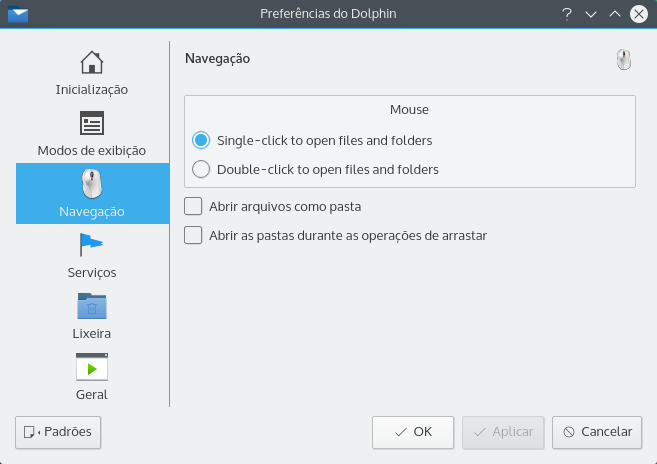 Preferências do Dolphin
Inicialização
Modos de exibição
Navegação
Serviços
Lixeira
Geral
Navegação
Mouse
Single-click to open files and folders
Double-click to open files and folders
Abrir arquivos como pasta
Abrir as pastas durante as operações de arrastar
Padrões
OK
Aplicar
Cancelar